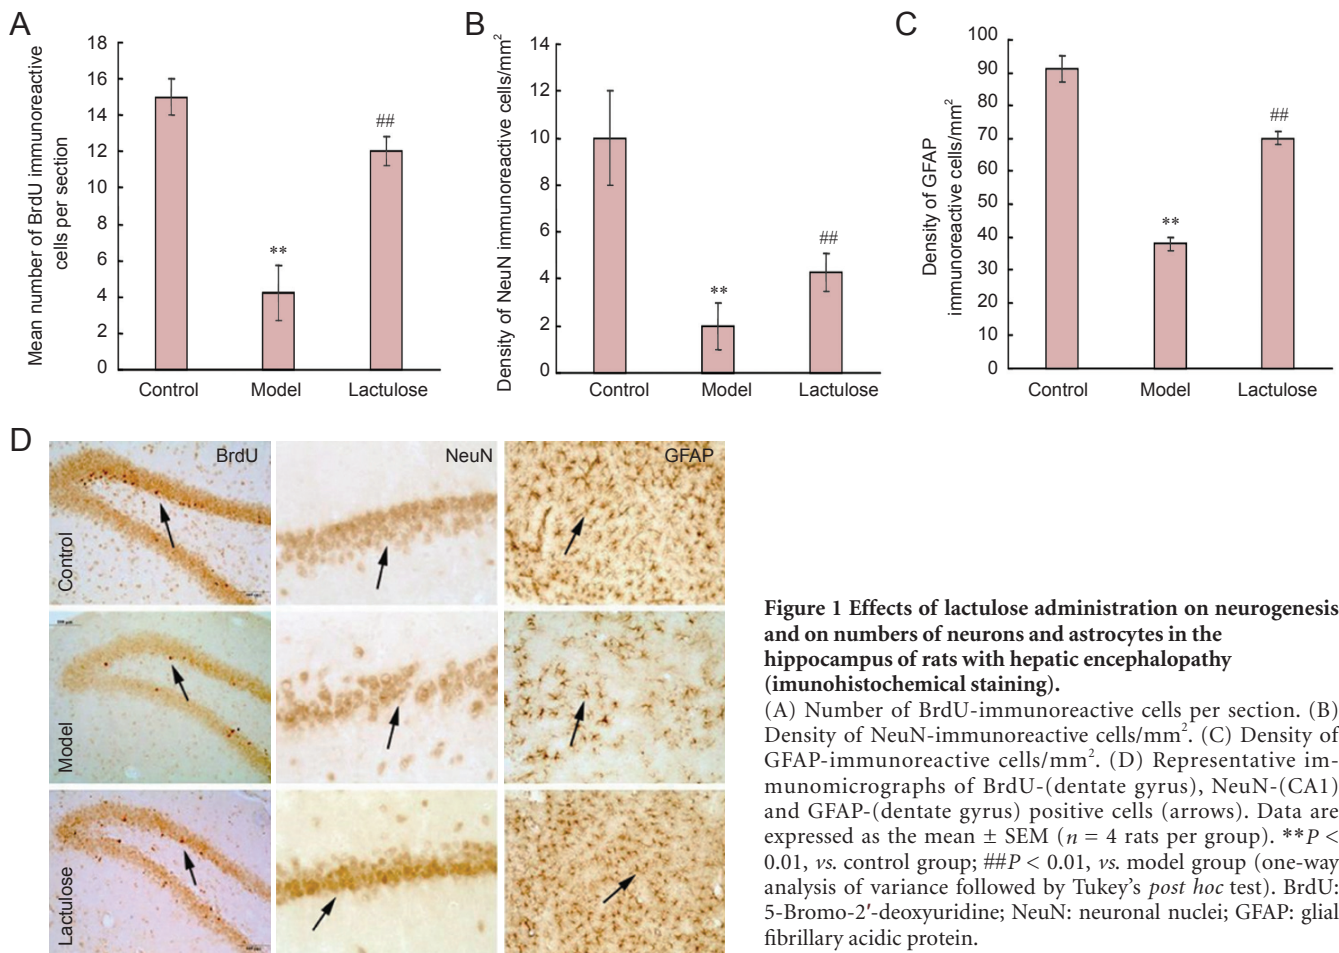 A
Mean number of BrdU immunoreactive
cells per section
18
16
14
12
10
8
6
4
2
0
**
##
Control Model Lactulose
B
Density of NeuN immunoreactive cells/mm²
14
12
10
8
6
4
2
0
**
##
Control Model Lactulose
C
Density of GFAP
immunoreactive cells/mm²
90
80
70
60
50
40
30
20
10
0
**
##
Control Model Lactulose
D
BrdU NeuN GFAP
Control
Model
Lactulose
Figure 1 Effects of lactulose administration on neurogenesis
and on numbers of neurons and astrocytes in the
hippocampus of rats with hepatic encephalopathy
(imunohistochemical staining).
(A) Number of BrdU-immunoreactive cells per section. (B)
Density of NeuN-immunoreactive cells/mm². (C) Density of
GFAP-immunoreactive cells/mm². (D) Representative im-
munomicrographs of BrdU-(dentate gyrus), NeuN-(CA1)
and GFAP-(dentate gyrus) positive cells (arrows). Data are
expressed as the mean ± SEM (n = 4 rats per group). **P <
0.01, vs. control group; ##P < 0.01, vs. model group (one-way
analysis of variance followed by Tukey's post hoc test). BrdU:
5-Bromo-2′-deoxyuridine; NeuN: neuronal nuclei; GFAP: glial
fibrillary acidic protein.